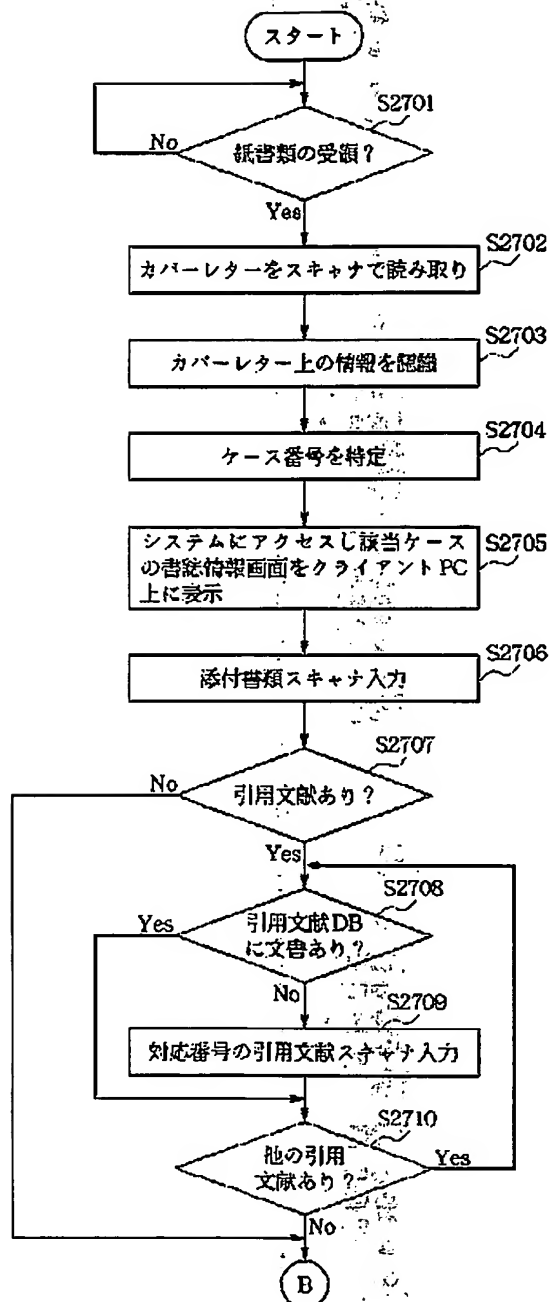 スタート
S2701
紙書類の受領？
No
Yes
S2702
カバーレターをスキャナで読み取り
S2703
カバーレター上の情報を認識
S2704
ケース番号を特定
S2705
システムにアクセスし該当ケース
の書誌情報画面をクライアントPC
上に表示
S2706
添付書類スキャナ入力
S2707
No
引用文献あり？
Yes
S2708
Yes
引用文献DB
に文書あり？
No
S2709
対応番号の引用文献スキャナ入力
S2710
他の引用
文献あり？
Yes
No
B